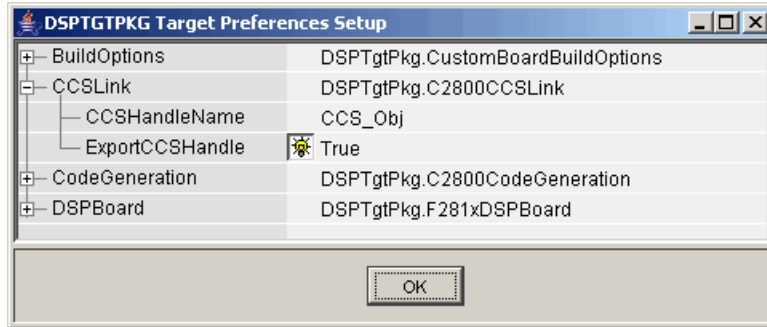 DSPTGTPKG Target Preferences Setup
BuildOptions DSPTgtPkg.CustomBoardBuildOptions
CCSLink DSPTgtPkg.C2800CCSLink
CCSHandleName CCS_Obj
ExportCCSHandle True
CodeGeneration DSPTgtPkg.C2800CodeGeneration
DSPBoard DSPTgtPkg.F281xDSPBoard
OK